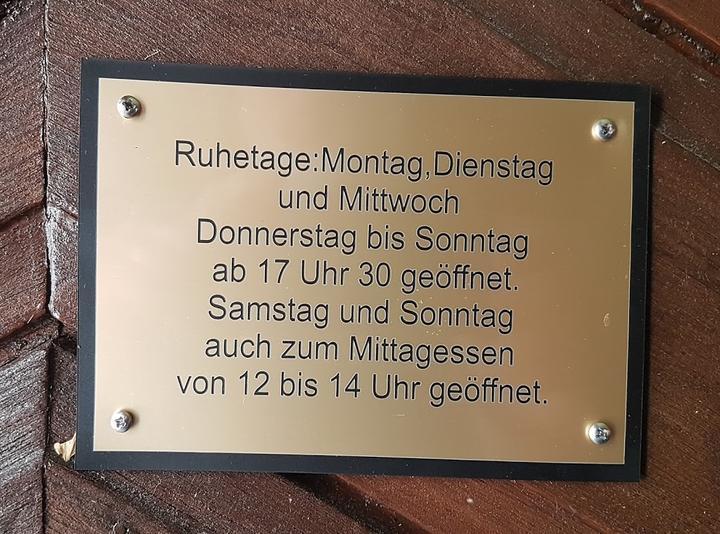 Ruhetage:Montag,Dienstag
und Mittwoch
Donnerstag bis Sonntag
ab 17 Uhr 30 geöffnet.
Samstag und Sonntag
auch zum Mittagessen
von 12 bis 14 Uhr geöffnet.